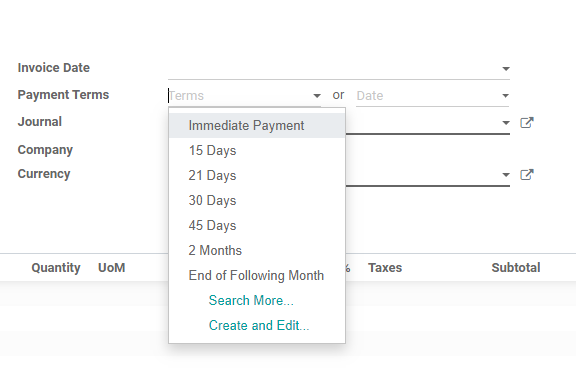 Invoice Date
Payment Terms Terms or Date
Immediate Payment
Journal
15 Days
Company
21 Days
Currency
30 Days
45 Days
2 Months
Quantity UoM % Taxes Subtotal
End of Following Month
Search More...
Create and Edit...